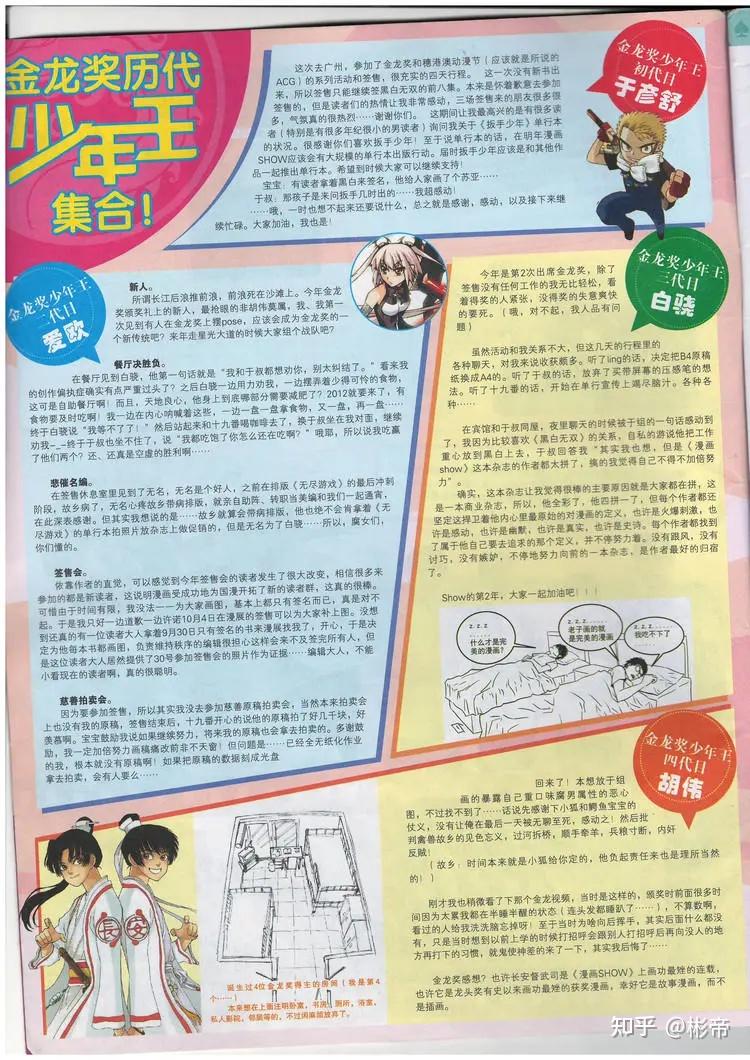 金龙奖历代
少年王
集合！
金龙奖少年王
初代目
于彦舒
这次去广州，参加了金龙奖和穗港澳动漫节（应该就是所说的
ACG）的系列活动和签售，很充实的四天行程。 这一次没有新书出
来，所以签售只能继续签黑白无双的前八集。本来是怀着歉意去参加
签售的，但是读者们的热情让我非常感动，三场签售来的朋友很多很
多，气氛真的很热烈……谢谢你们。 这期间让我最高兴的是有很多读
者（特别是有很多年纪很小的男读者）询问我关于《扳手少年》单行本
的状况。很感谢你们喜欢扳手少年！至于说单行本的话，在明年漫画
SHOW应该会有大规模的单行本出版行动。届时扳手少年应该是和其他作
品一起推出单行本。希望到时候大家可以继续支持！
宝宝：有读者拿着黑白来签名，他给人家画了个苏亚……
于叔：那孩子是来问扳手几时出的……我超感动！
……哦，一时也想不起来还要说什么，总之就是感谢，感动，以及接下来继
续忙碌。大家加油，我也是！
金龙奖少年王
二代目
爱欧
新人。
所谓长江后浪推前浪，前浪死在沙滩上。今年金龙
奖颁奖礼上的新人，最抢眼的非胡伟莫属，我、我第一
次见到有人在金龙奖上摆pose，应该会成为金龙奖的一
个新传统吧？来年走星光大道的时候大家组个战队吧？
餐厅决胜负。
在餐厅见到白骁，他第一句话就是“我和于叔都想劝你，别太纠结了。”看来我
的创作偏执症确实有点严重过头了？之后白骁一边用力劝我，一边摆弄着少得可怜的食物，
这可是自助餐厅啊！而且，天地良心，他身上到底哪部分需要减肥了？2012就要来了，有
食物要及时吃啊！我一边在内心呐喊着这些，一边一盘一盘拿食物，又一盘，再一盘……
终于白骁说“我等不了了！”然后站起来和十九番喝咖啡去了，换于叔坐在我对面，继续
劝我-_-终于于叔也坐不住了，说“我都吃饱了你怎么还在吃啊？”哦耶，所以说我吃赢
了他们两个？还、还真是空虚的胜利啊……
悲催名编。
在签售休息室里见到了无名，无名是个好人，之前在排版《无尽游戏》的最后冲刺
阶段，故乡病了，无名心疼故乡带病排版，就亲自助阵、转职当美编和我们一起通宵，
在此深表感谢。但其实我想说的是……故乡就算会带病排版，他也绝不会肯拿着《无
尽游戏》的单行本拍照片放杂志上做促销的，但是无名为了白骁……所以，腐女们，
你们懂的。
签售会。
依靠作者的直觉，可以感觉到今年签售会的读者发生了很大改变，相信很多来
参加的都是新读者，这说明漫画受成功地为国漫开拓了新的读者群，这真的很棒。
可惜由于时间有限，我没法一一为大家画图，基本上都只有签名而已，真是对不
起。于是我只好一边道歉一边许诺10月4日在漫展的签售可以为大家补上图。没想
到还真的有一位读者大人拿着9月30日只有签名的书来漫展找我了，开心，于是决
定为他每本书都画图，负责维持秩序的编辑很担心这样会来不及签完所有人，但
是这位读者大人居然提供了30号参加签售会的照片作为证据……编辑大人，不能
小看现在的读者啊，真的很聪明。
慈善拍卖会。
因为要参加签售，所以其实我没去参加慈善原稿拍卖会，当然本来拍卖会
上也没有我的原稿，签售结束后，十九番开心的说他的原稿拍了好几千块，好
羡慕啊。宝宝鼓励我说如果继续努力，将来我的原稿也会拿去拍卖的。多谢鼓
励，我一定加倍努力画稿痛改前非不天窗！但问题是……已经全无纸化作业
的我，根本就没有原稿啊！如果把原稿的数据刻成光盘
拿去拍卖，会有人要么……
金龙奖少年王
三代目
白骁
今年是第2次出席金龙奖，除了
签售没有任何工作的我无比轻松，看
着得奖的人紧张，没得奖的失意爽快
的要死。（哦，对不起，我人品有问
题）
虽然活动和我关系不大，但这几天的行程里的
各种聊天，对我来说收获颇多。听了ling的话，决定把B4原稿
纸换成A4的。听了于叔的话，放弃了买带屏幕的压感笔的想
法。听了十九番的话，开始在单行宣传上竭尽脑汁。各种各
种……
在宾馆和于叔同屋，夜里聊天的时候被于组的一句话感动到
了，我因为比较喜欢《黑白无双》的关系，自私的游说他把工作
重心放到黑白上去，于叔回答我“其实我也想，但是《漫画
show》这本杂志的作者都太拼了，搞的我觉得自己不得不加倍努
力”。
确实，这本杂志让我觉得很棒的主要原因就是大家都在拼，这
是一本商业杂志，所以，他全彩了，他四拼一了，但每个作者都还
坚定这捍卫着他内心里最原始的对漫画的定义，也许是火爆刺激，也
许是感动，也许是幽默，也许是真实，也许是史诗。每个作者都找到
了属于他自己要去追求的那个定义，并不停努力着。没有跟风，没有
讨巧，没有嫉妒，不停地努力向前的一本杂志，是作者最好的归宿
了。
Show的第2年，大家一起加油吧！！！
z．z．z
……
什么才是完
美的漫画?
z．z．z……
老子画的就
是完美的漫画
z．z．z
……
我吃不下了
金龙奖少年王
四代目
胡伟
回来了！本想放于组
画的暴露自己重口味腐男属性的恶心
图，不过找不到了……话说先感谢下小狐和鳄鱼宝宝的
仗义，没有让俺在最后一天被无聊至死，感动之！然后批
判禽兽故乡的见色忘义，过河拆桥，顺手牵羊，兵粮寸断，内奸
反贼！
（故乡：时间本来就是小狐给你定的，他负起责任来也是理所当然
的！）
刚才我也稍微看了下那个金龙视频，当时是这样的，颁奖时前面很多时
间因为太累我都在半睡半醒的状态（连头发都睡趴了……），不算数啊，
看过的人给我洗洗脑忘掉呀！至于当时为啥向后挥手，其实后面什么都没
有，只是当时想到以前上学的时候打招呼会跟别人打招呼后再向没人的地
方再打下的习惯，就鬼使神差的来了一下，其实我后悔了……
金龙奖感想？也许长安督武司是《漫画SHOW》上画功最矬的连载，
也许它是龙头奖有史以来画功最矬的获奖漫画，幸好它是故事漫画，而不
是插画。
長
安
诞生过4位金龙奖得主的房间（我是第4
个……）
本来想在上面注明卧室，书房，厕所，浴室，
私人影院，邻居等的，不过闲麻烦放弃了。
知乎 @彬帝